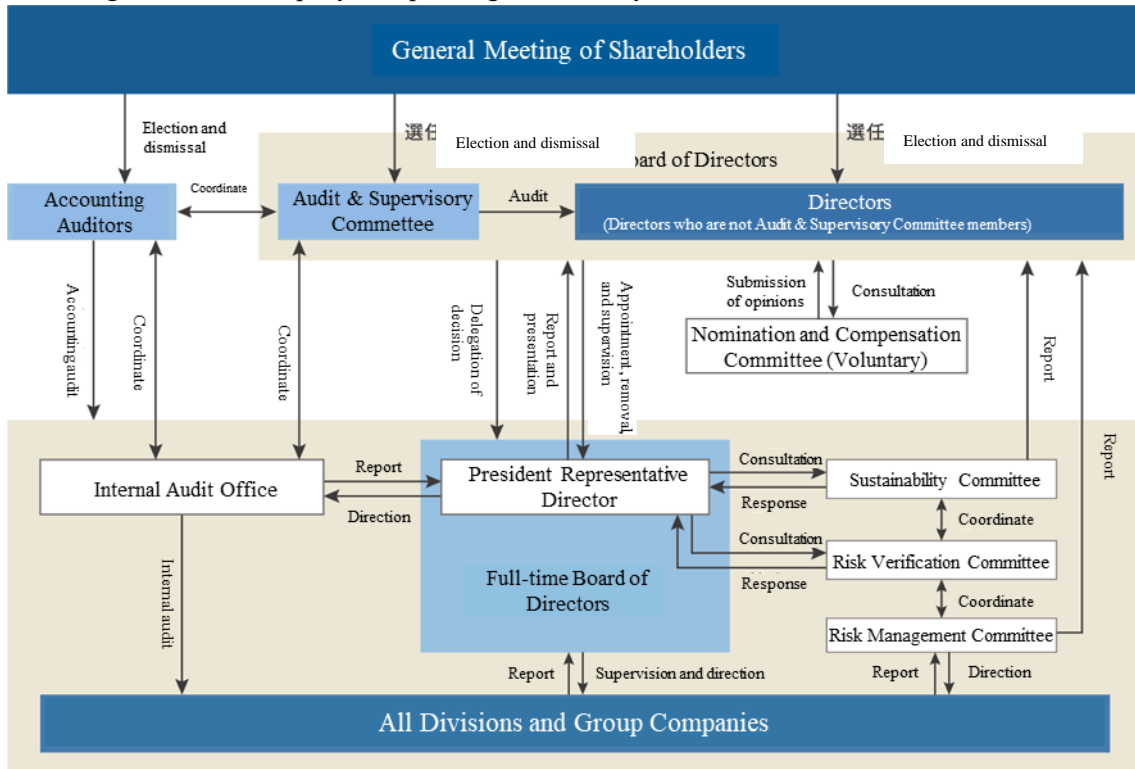 General Meeting of Shareholders
Election and
dismissal
選任
Election and dismissal
選任
Election and dismissal
oard of Directors
Accounting
Auditors
Coordinate
Audit & Supervisory
Commettee
Audit
Directors
(Directors who are not Audit & Supervisory Committee members)
Accounting audit
Coordinate
Coordinate
Delegation of
decision
Report and
presentation
Appointment, removal,
and supervision
Submission
of opinions
Consultation
Nomination and Compensation
Committee (Voluntary)
Report
Report
Internal Audit Office
Report
Direction
President Representative
Director
Consultation
Response
Sustainability Committee
Coordinate
Consultation
Response
Risk Verification Committee
Coordinate
Risk Management Committee
Full-time Board of
Directors
Internal audit
Report
Supervision and direction
Report
Direction
All Divisions and Group Companies